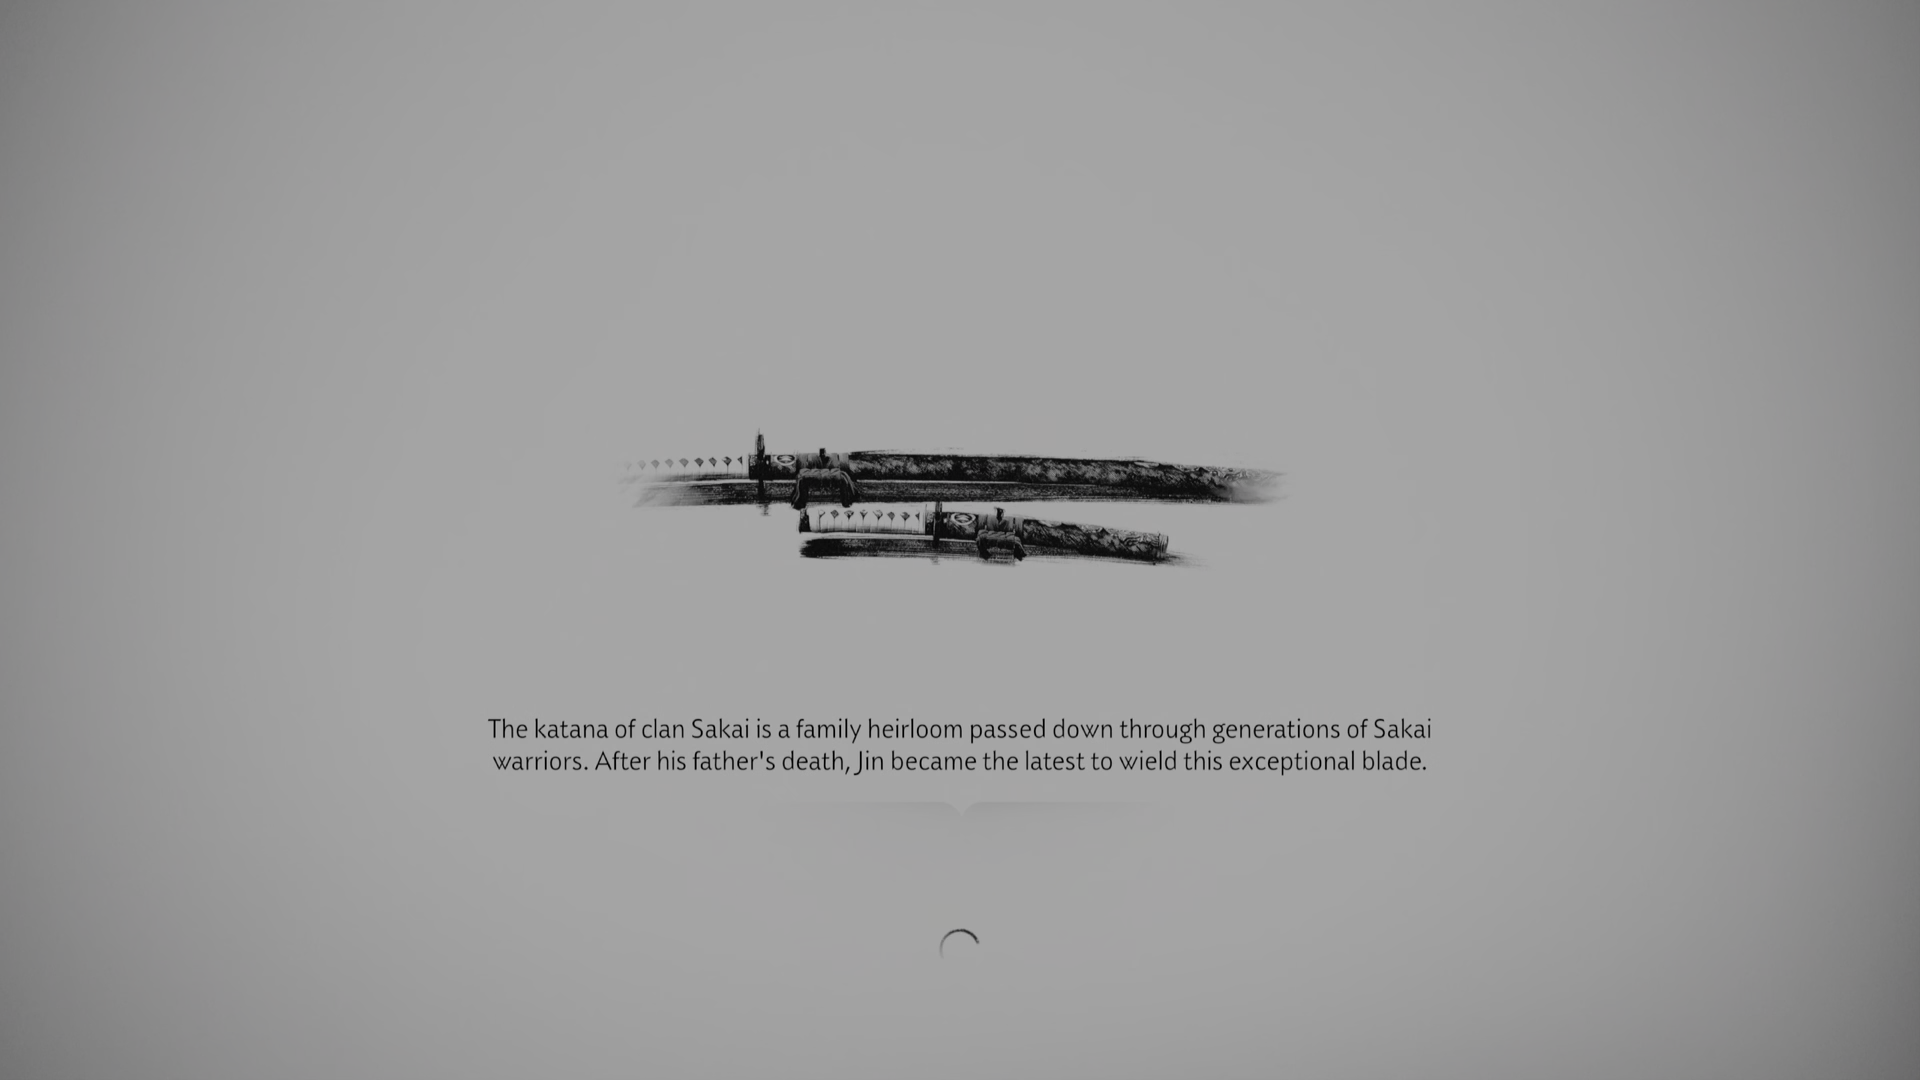 The katana of clan Sakai is a family heirloom passed down through generations of Sakai
warriors. After his father's death, Jin became the latest to wield this exceptional blade.